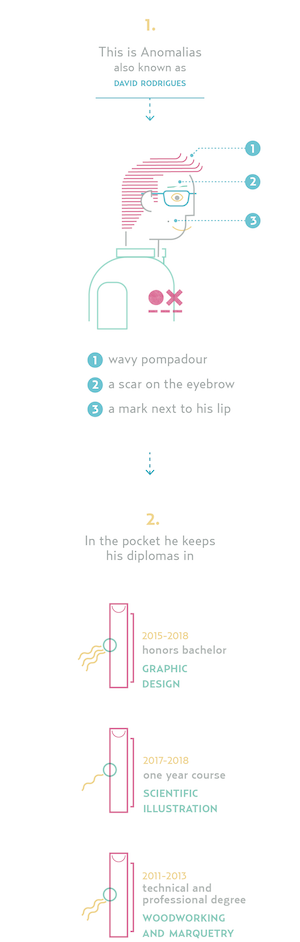 1.
This is Anomalias
also known as
DAVID RODRIGUES
1
2
3
1 wavy pompadour
2 a scar on the eyebrow
3 a mark next to his lip
2.
In the pocket he keeps
his diplomas in
2015-2018
honors bachelor
GRAPHIC
DESIGN
2017-2018
one year course
SCIENTIFIC
ILLUSTRATION
2011-2013
technical and
professional degree
WOODWORKING
AND MARQUETRY